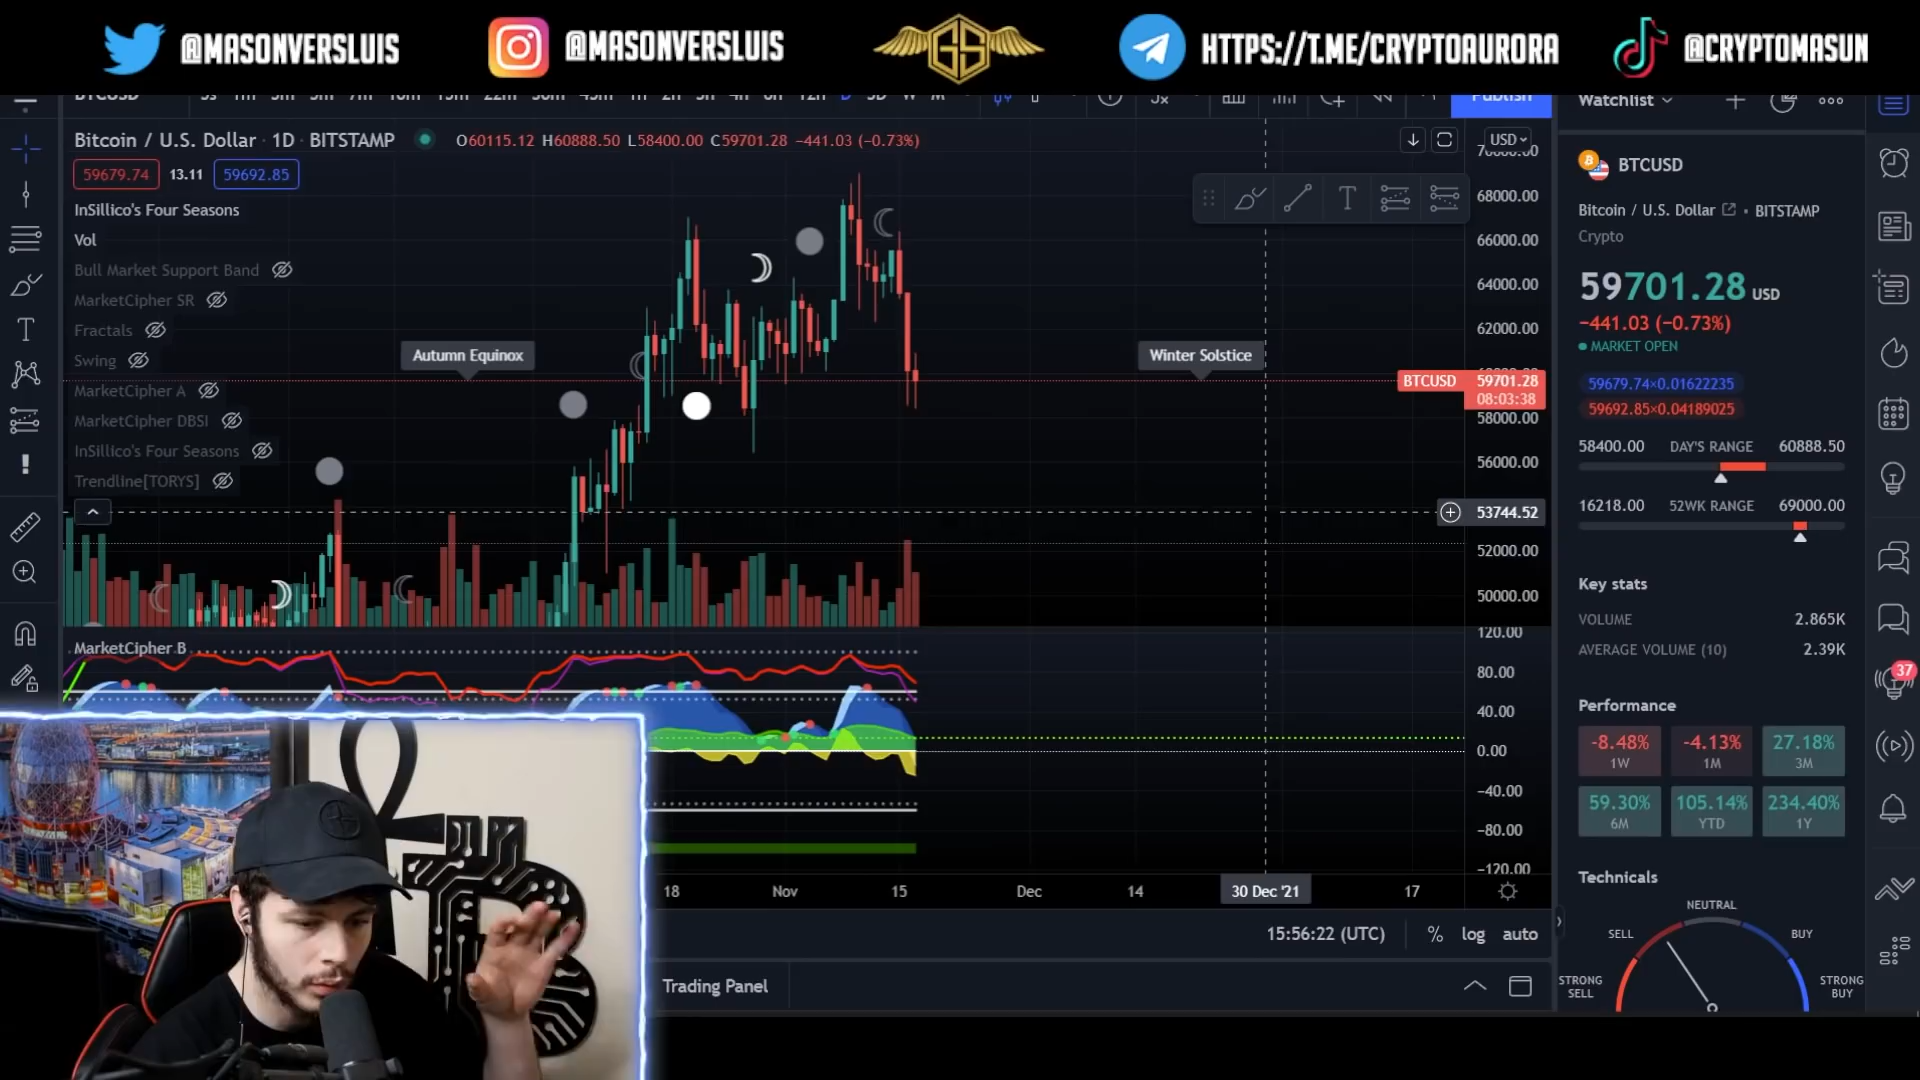 @MASONVERSLUIS
@MASONVERSLUIS
GS
HTTPS://T.ME/CRYPTOAURORA
@CRYPTOMASUN
Publish
Watchlist
Bitcoin / U.S. Dollar · 1D · BITSTAMP
O60115.12 H60888.50 L58400.00 C59701.28 −441.03 (−0.73%)
59679.74 13.11 59692.85
InSillico's Four Seasons
Vol
Bull Market Support Band
MarketCipher SR
Fractals
Swing
MarketCipher A
MarketCipher DBSI
InSillico's Four Seasons
Trendline[TORYS]
Autumn Equinox
Winter Solstice
USD
70000.00
68000.00
66000.00
64000.00
62000.00
BTCUSD 59701.28
08:03:38
58000.00
56000.00
53744.52
52000.00
50000.00
MarketCipher B
120.00
80.00
40.00
0.00
−40.00
−80.00
−120.00
18 Nov 15 Dec 14 30 Dec '21 17
15:56:22 (UTC) % log auto
Trading Panel
BTCUSD
Bitcoin / U.S. Dollar • BITSTAMP
Crypto
59701.28 USD
−441.03 (−0.73%)
MARKET OPEN
59679.74×0.01622235
59692.85×0.04189025
58400.00 DAY'S RANGE 60888.50
16218.00 52WK RANGE 69000.00
Key stats
VOLUME 2.865K
AVERAGE VOLUME (10) 2.39K
Performance
-8.48% -4.13% 27.18%
1W 1M 3M
59.30% 105.14% 234.40%
6M YTD 1Y
Technicals
NEUTRAL
SELL BUY
STRONG SELL STRONG BUY
37